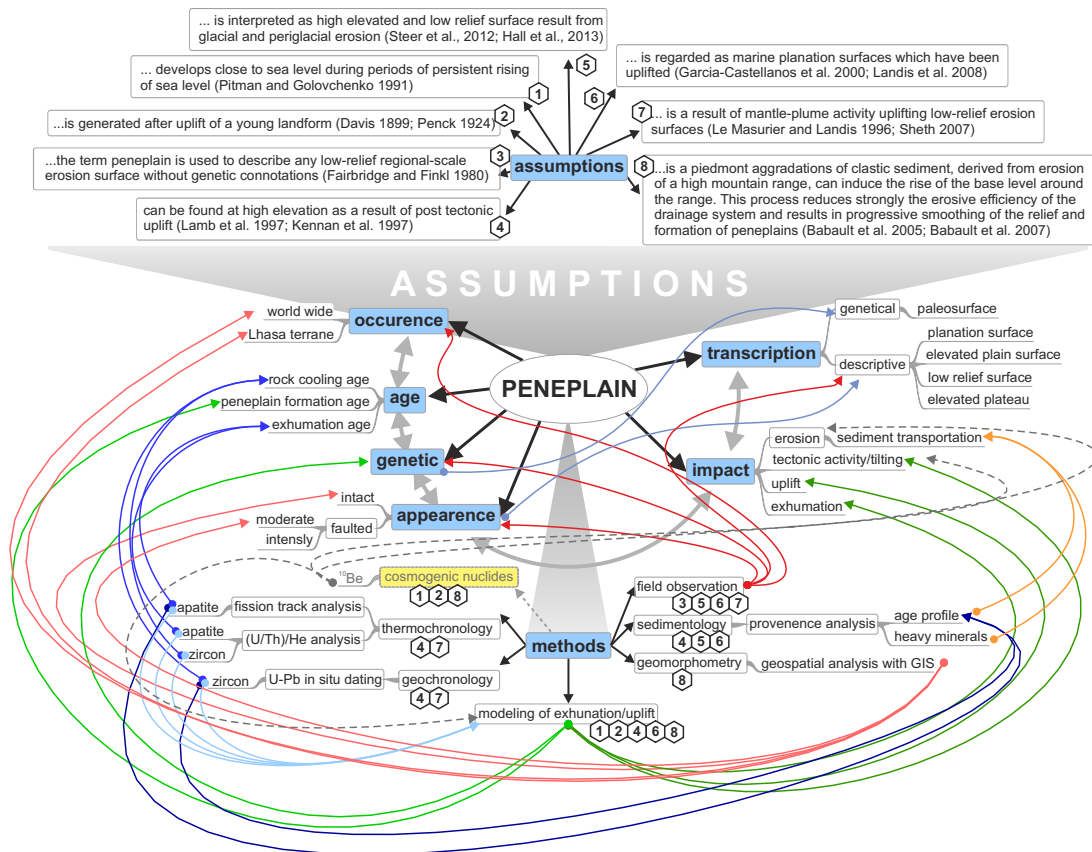 ... is interpreted as high elevated and low relief surface result from
glacial and periglacial erosion (Steer et al., 2012; Hall et al., 2013)
5
... is regarded as marine planation surfaces which have been
uplifted (Garcia-Castellanos et al. 2000; Landis et al. 2008)
6
... develops close to sea level during periods of persistent rising
of sea level (Pitman and Golovchenko 1991)
1
...is generated after uplift of a young landform (Davis 1899; Penck 1924)
2
7
... is a result of mantle-plume activity uplifting low-relief erosion
surfaces (Le Masurier and Landis 1996; Sheth 2007)
3
...the term peneplain is used to describe any low-relief regional-scale
erosion surface without genetic connotations (Fairbridge and Finkl 1980)
assumptions
8
...is a piedmont aggradations of clastic sediment, derived from erosion
of a high mountain range, can induce the rise of the base level around
the range. This process reduces strongly the erosive efficiency of the
drainage system and results in progressive smoothing of the relief and
formation of peneplains (Babault et al. 2005; Babault et al. 2007)
can be found at high elevation as a result of post tectonic
uplift (Lamb et al. 1997; Kennan et al. 1997)
4
ASSUMPTIONS
world wide
Lhasa terrane
occurence
genetical
paleosurface
transcription
descriptive
planation surface
elevated plain surface
low relief surface
elevated plateau
PENEPLAIN
rock cooling age
peneplain formation age
exhumation age
age
genetic
erosion
sediment transportation
tectonic activity/tilting
uplift
exhumation
impact
intact
moderate
intensly
faulted
appearence
10Be
cosmogenic nuclides
1 2 8
field observation
3 5 6 7
apatite
fission track analysis
apatite
zircon
(U/Th)/He analysis
thermochronology
4 7
methods
sedimentology
4 5 6
provenence analysis
age profile
heavy minerals
geomorphometry
8
geospatial analysis with GIS
zircon
U-Pb in situ dating
geochronology
4 7
modeling of exhunation/uplift
1 2 4 6 8